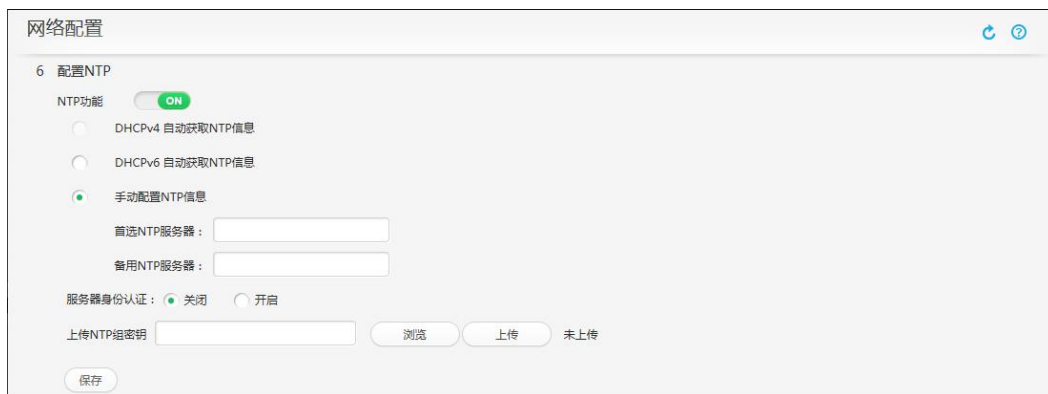 网络配置
6 配置NTP
NTP功能 ON
DHCPv4 自动获取NTP信息
DHCPv6 自动获取NTP信息
手动配置NTP信息
首选NTP服务器：
备用NTP服务器：
服务器身份认证： 关闭 开启
上传NTP组密钥 浏览 上传 未上传
保存